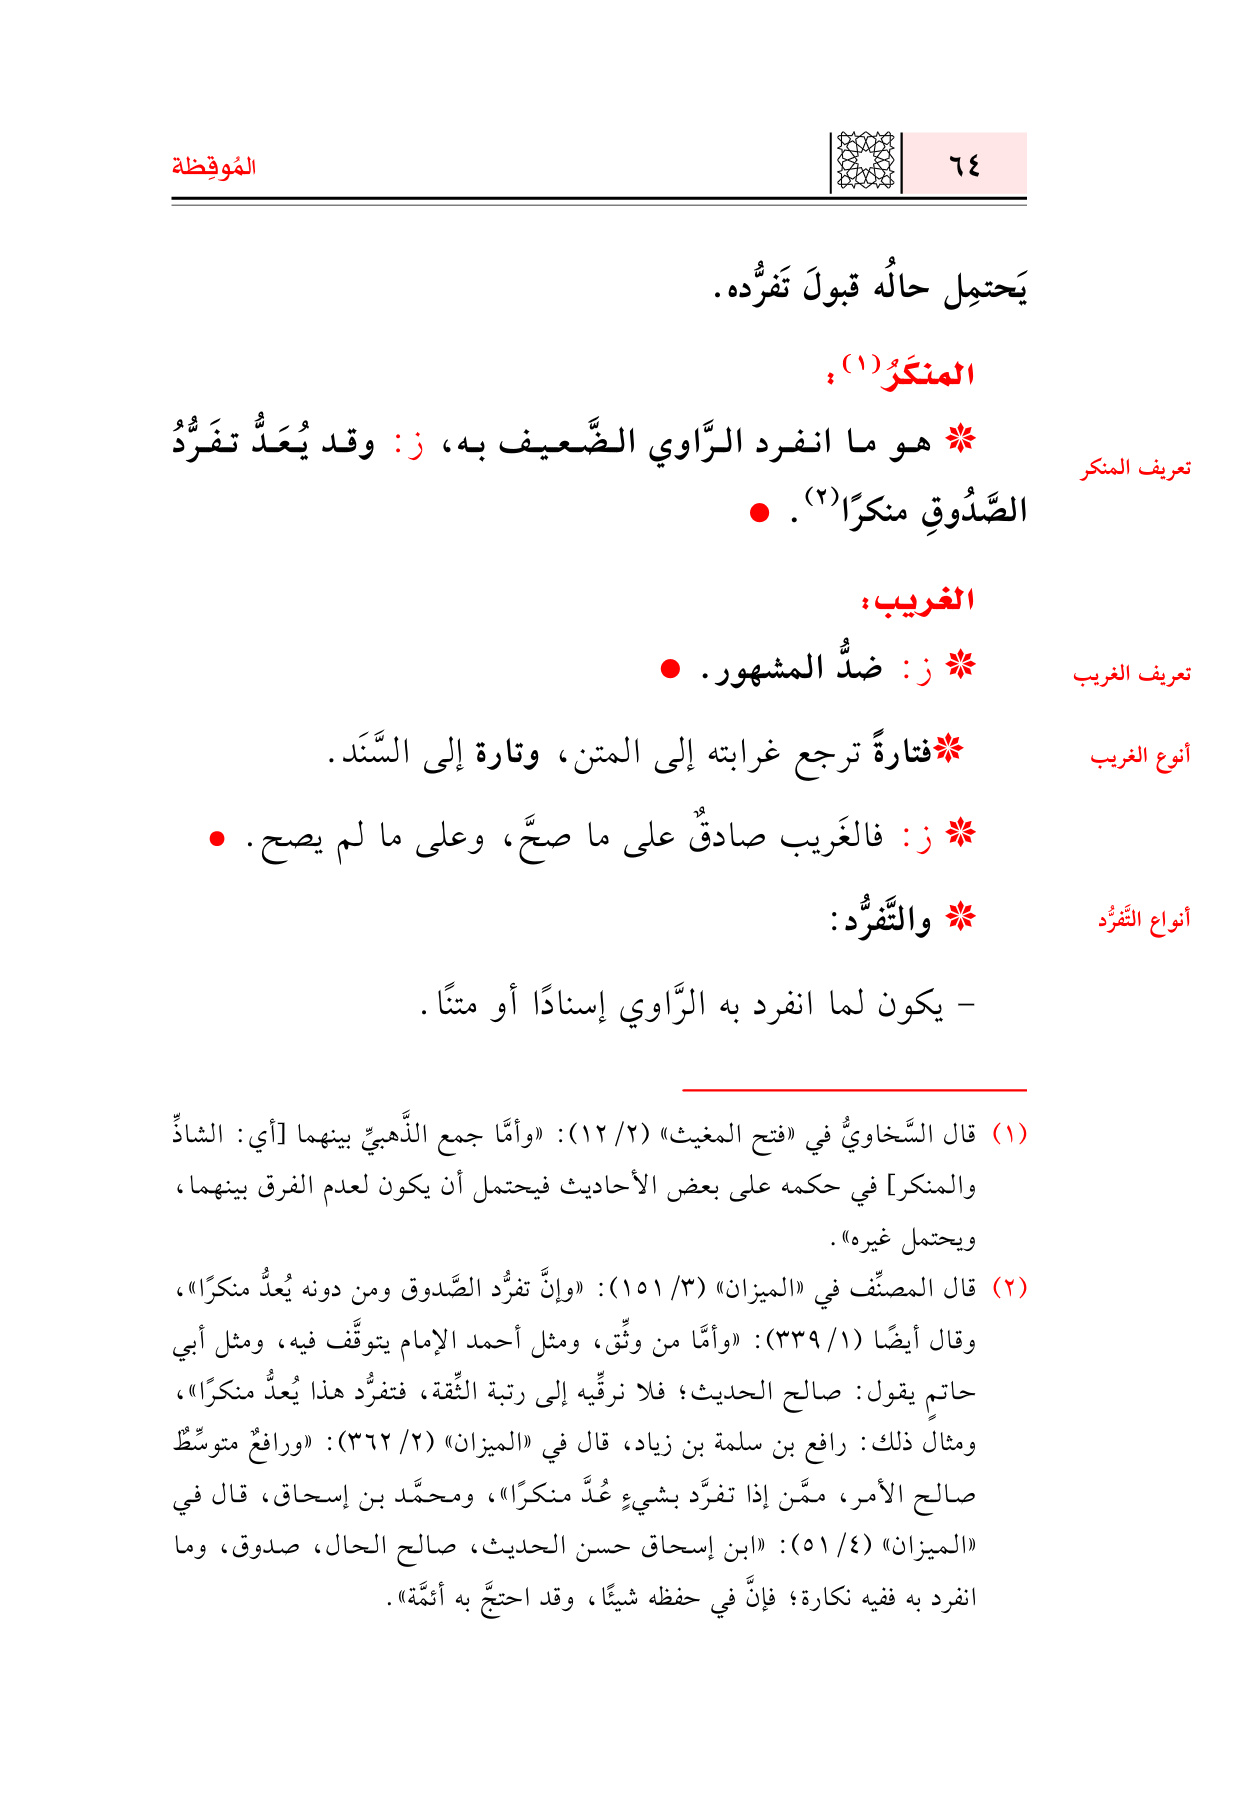 ٦٤
المُوقِظة
يَحتمِل حالُه قبولَ تَفرُّده.
المنكَرُ(١):
هو ما انفرد الرَّاوي الضَّعيف به، ز: وقد يُعَدُّ تفَرُّدُ
تعريف المنكر
الصَّدُوقِ منكرًا(٢).
الغريب:
ز: ضدُّ المشهور.
تعريف الغريب
فتارةً ترجع غرابته إلى المتن، وتارة إلى السَّنَد.
أنوع الغريب
ز: فالغَريب صادقٌ على ما صحَّ، وعلى ما لم يصح.
والتَّفرُّد:
أنواع التَّفرُّد
– يكون لما انفرد به الرَّاوي إسنادًا أو متنًا.
(١) قال السَّخاويُّ في «فتح المغيث» (١٢/٢): «وأمَّا جمع الذَّهبيِّ بينهما [أي: الشاذِّ
والمنكر] في حكمه على بعض الأحاديث فيحتمل أن يكون لعدم الفرق بينهما،
ويحتمل غيره».
(٢) قال المصنِّف في «الميزان» (١٥١/٣): «وإنَّ تفرُّد الصَّدوق ومن دونه يُعدُّ منكرًا»،
وقال أيضًا (٣٣٩/١): «وأمَّا من وثِّق، ومثل أحمد الإمام يتوقَّف فيه، ومثل أبي
حاتمٍ يقول: صالح الحديث؛ فلا نرقِّيه إلى رتبة الثِّقة، فتفرُّد هذا يُعدُّ منكرًا»،
ومثال ذلك: رافع بن سلمة بن زياد، قال في «الميزان» (٣٦٢/٢): «ورافعٌ متوسِّطٌ
صالح الأمر، ممَّن إذا تفرَّد بشيءٍ عُدَّ منكرًا»، ومحمَّد بن إسحاق، قال في
«الميزان» (٥١/٤): «ابن إسحاق حسن الحديث، صالح الحال، صدوق، وما
انفرد به ففيه نكارة؛ فإنَّ في حفظه شيئًا، وقد احتجَّ به أئمَّة».